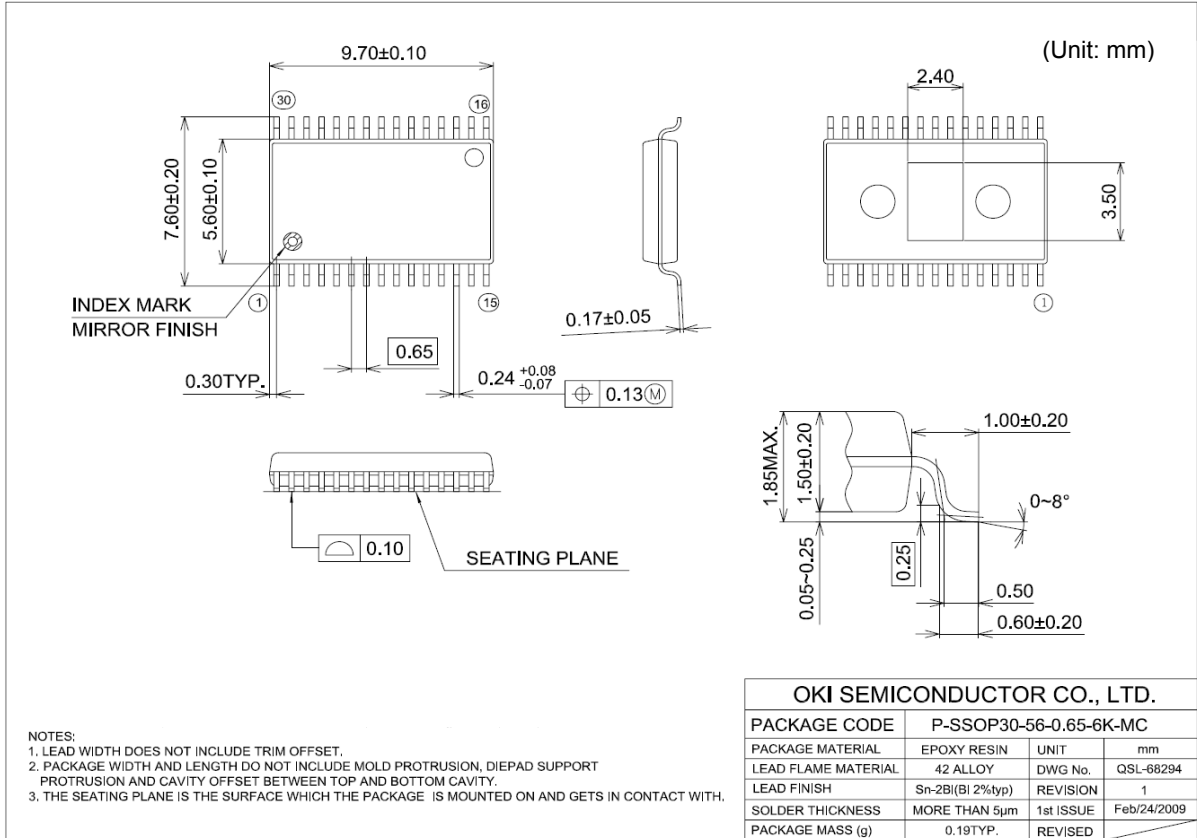 (Unit: mm)
9.70±0.10
30
16
7.60±0.20
5.60±0.10
INDEX MARK
MIRROR FINISH
1
15
0.30TYP.
0.65
0.24 +0.08 -0.07
0.13 M
0.17±0.05
2.40
3.50
1
0.10
SEATING PLANE
1.85MAX.
1.50±0.20
1.00±0.20
0~8°
0.05~0.25
0.25
0.50
0.60±0.20
NOTES:
1. LEAD WIDTH DOES NOT INCLUDE TRIM OFFSET.
2. PACKAGE WIDTH AND LENGTH DO NOT INCLUDE MOLD PROTRUSION, DIEPAD SUPPORT
PROTRUSION AND CAVITY OFFSET BETWEEN TOP AND BOTTOM CAVITY.
3. THE SEATING PLANE IS THE SURFACE WHICH THE PACKAGE IS MOUNTED ON AND GETS IN CONTACT WITH.
OKI SEMICONDUCTOR CO., LTD.
PACKAGE CODE P-SSOP30-56-0.65-6K-MC
PACKAGE MATERIAL EPOXY RESIN UNIT mm
LEAD FLAME MATERIAL 42 ALLOY DWG No. QSL-68294
LEAD FINISH Sn-2BI(BI 2%typ) REVISION 1
SOLDER THICKNESS MORE THAN 5μm 1st ISSUE Feb/24/2009
PACKAGE MASS (g) 0.19TYP. REVISED